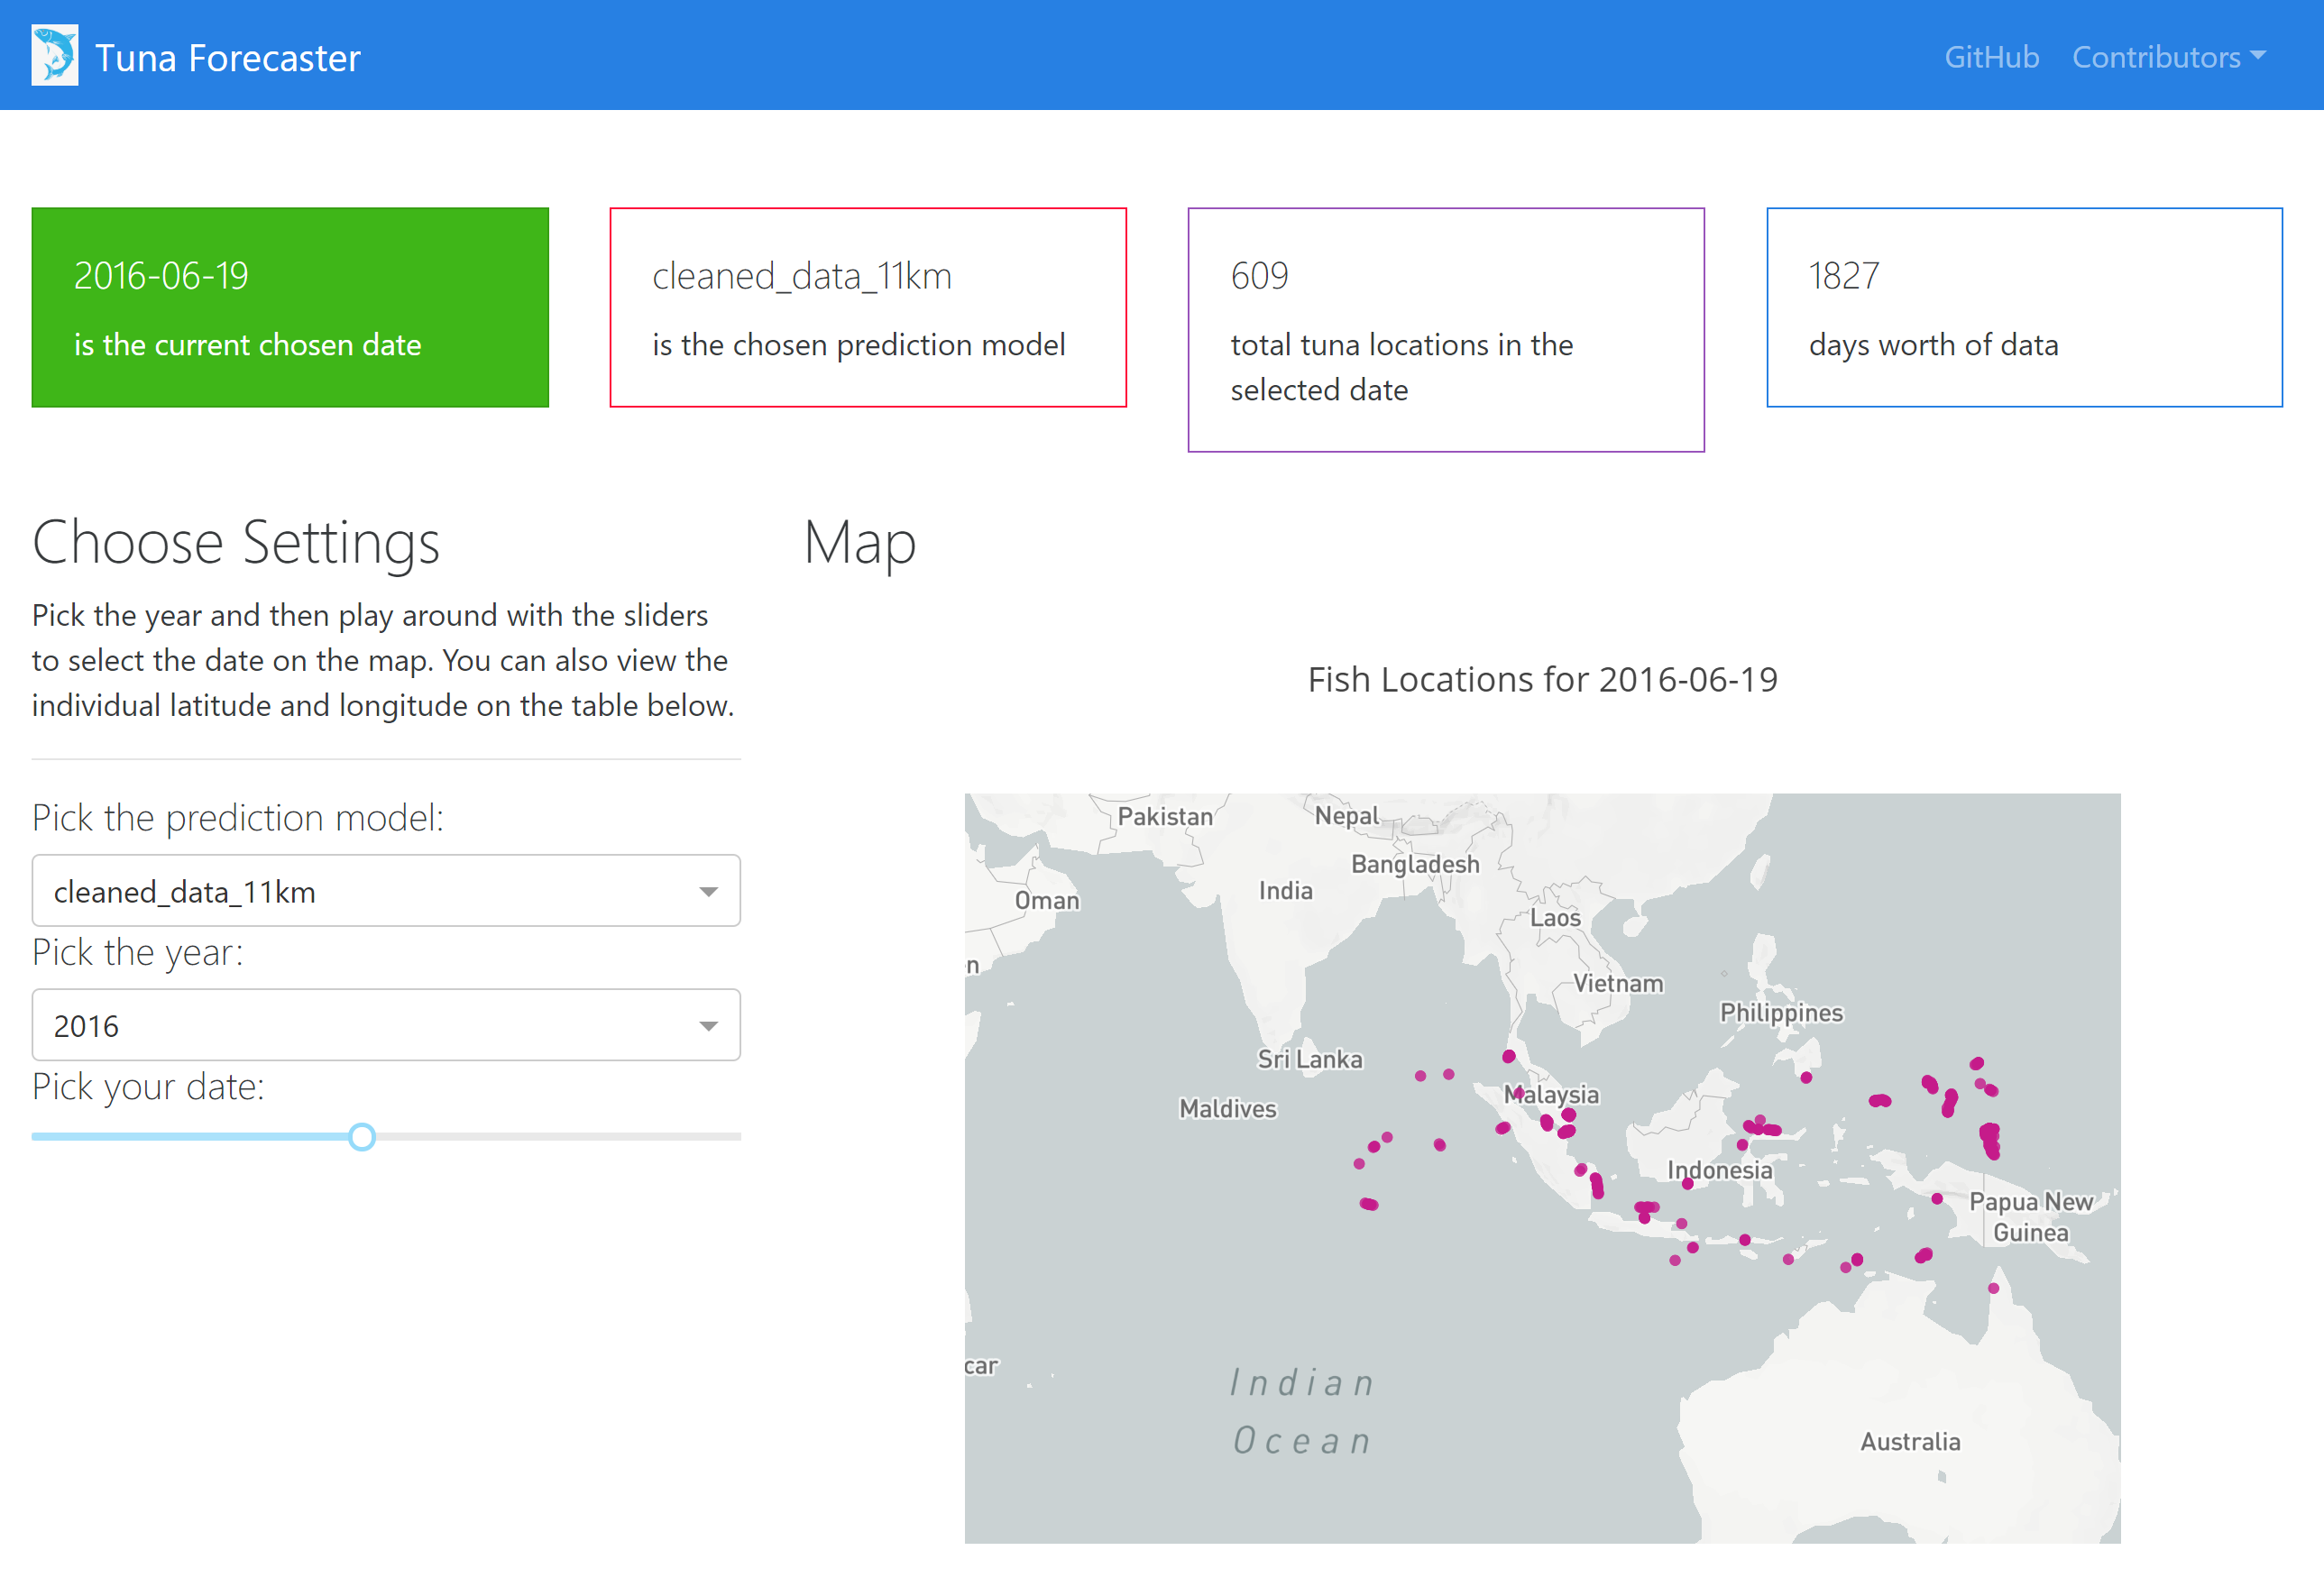 Tuna Forecaster
GitHub
Contributors
2016-06-19
is the current chosen date
cleaned_data_11km
is the chosen prediction model
609
total tuna locations in the
selected date
1827
days worth of data
Choose Settings
Pick the year and then play around with the sliders
to select the date on the map. You can also view the
individual latitude and longitude on the table below.
Pick the prediction model:
cleaned_data_11km
Pick the year:
2016
Pick your date:
Map
Fish Locations for 2016-06-19
Pakistan
Nepal
Bangladesh
India
Oman
Laos
n
Vietnam
Philippines
Sri Lanka
Malaysia
Maldives
Indonesia
Papua New
Guinea
car
Indian
Ocean
Australia